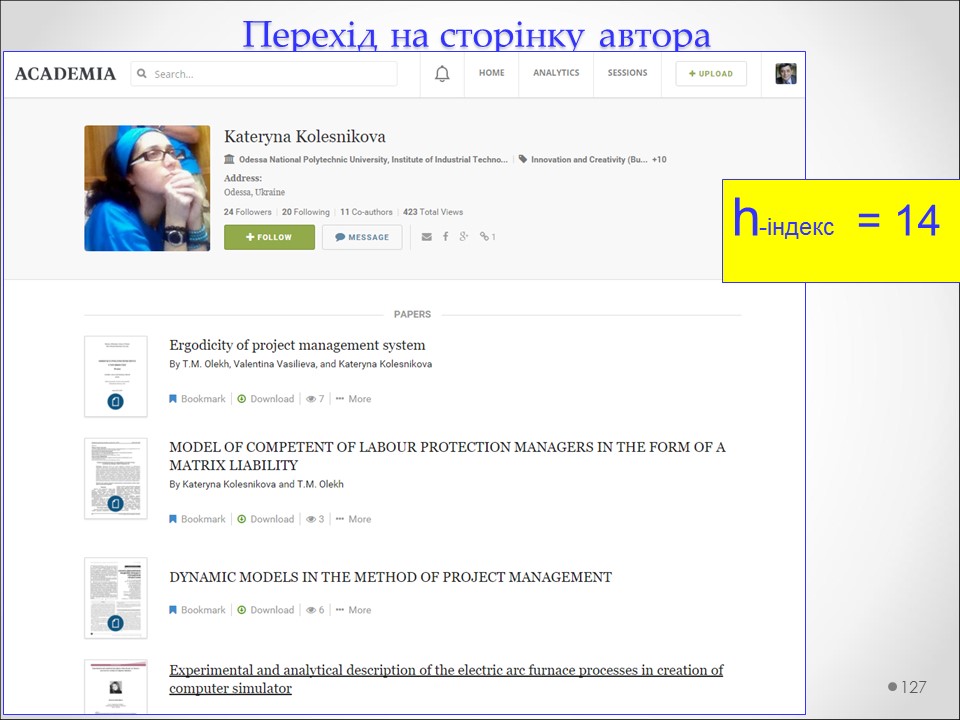 Перехід на сторінку автора
ACADEMIA
Search...
HOME
ANALYTICS
SESSIONS
UPLOAD
Kateryna Kolesnikova
Odessa National Polytechnic University, Institute of Industrial Techno...
Innovation and Creativity (Bu... +10
Address:
Odessa, Ukraine
24 Followers | 20 Following | 11 Co-authors | 423 Total Views
FOLLOW
MESSAGE
1
h-індекс = 14
PAPERS
Ergodicity of project management system
By T.M. Olekh, Valentina Vasilieva, and Kateryna Kolesnikova
Bookmark | Download | 7 | ••• More
MODEL OF COMPETENT OF LABOUR PROTECTION MANAGERS IN THE FORM OF A
MATRIX LIABILITY
By Kateryna Kolesnikova and T.M. Olekh
Bookmark | Download | 3 | ••• More
DYNAMIC MODELS IN THE METHOD OF PROJECT MANAGEMENT
Bookmark | Download | 6 | ••• More
Experimental and analytical description of the electric arc furnace processes in creation of
computer simulator
127